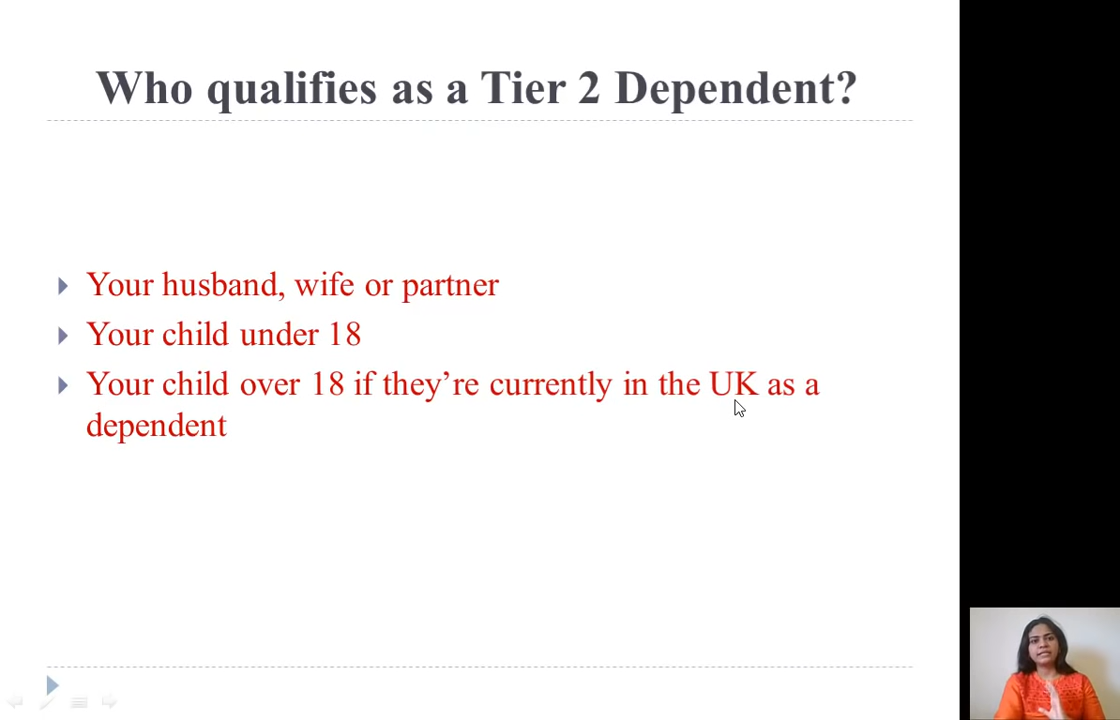 Who qualifies as a Tier 2 Dependent?
Your husband, wife or partner
Your child under 18
Your child over 18 if they’re currently in the UK as a
dependent